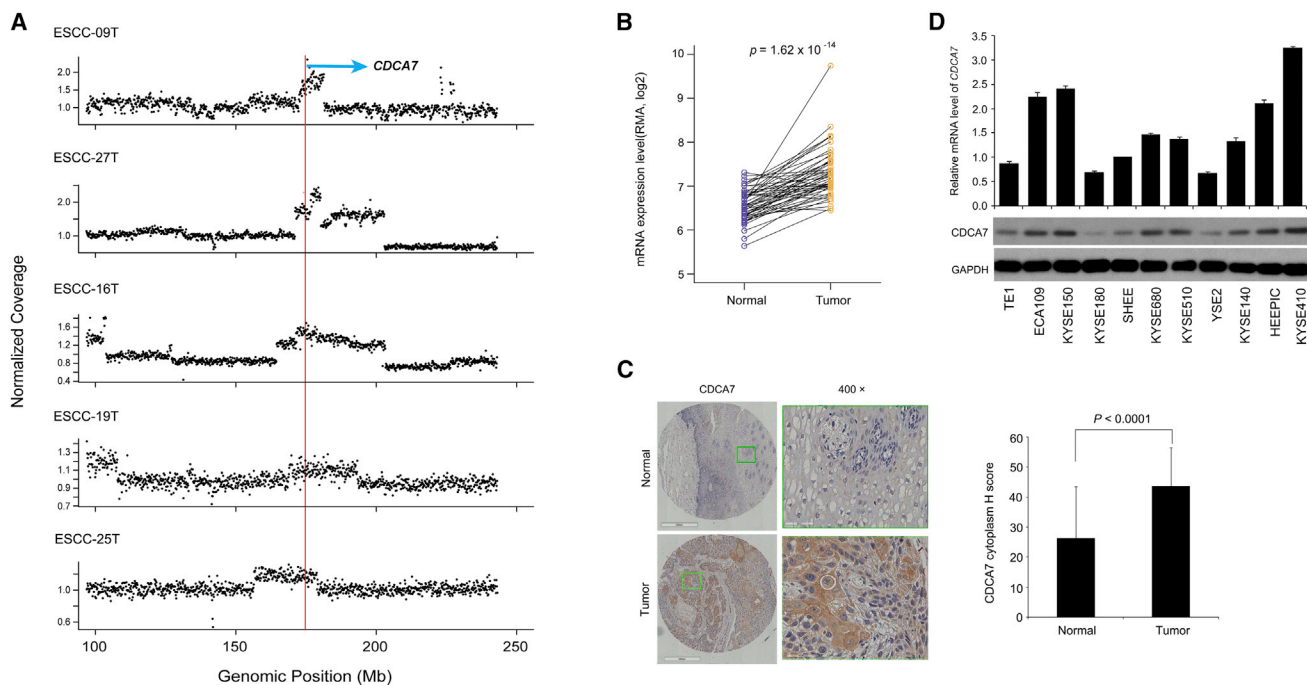 A
ESCC-09T
CDCA7
2.0
1.5
1.0
ESCC-27T
2.0
1.0
ESCC-16T
1.6
1.2
0.8
0.4
ESCC-19T
1.3
1.1
0.9
0.7
ESCC-25T
1.0
0.6
100 150 200 250
Genomic Position (Mb)
Normalized Coverage
B
p = 1.62 x 10 -14
mRNA expression level(RMA, log2)
10
9
8
7
6
5
Normal Tumor
D
Relative mRNA level of CDCA7
3.5
3.0
2.5
2.0
1.5
1.0
0.5
0.0
CDCA7
GAPDH
TE1
ECA109
KYSE150
KYSE180
SHEE
KYSE680
KYSE510
YSE2
KYSE140
HEEPIC
KYSE410
C
CDCA7 400 ×
Normal
Tumor
P < 0.0001
CDCA7 cytoplasm H score
60
50
40
30
20
10
0
Normal Tumor